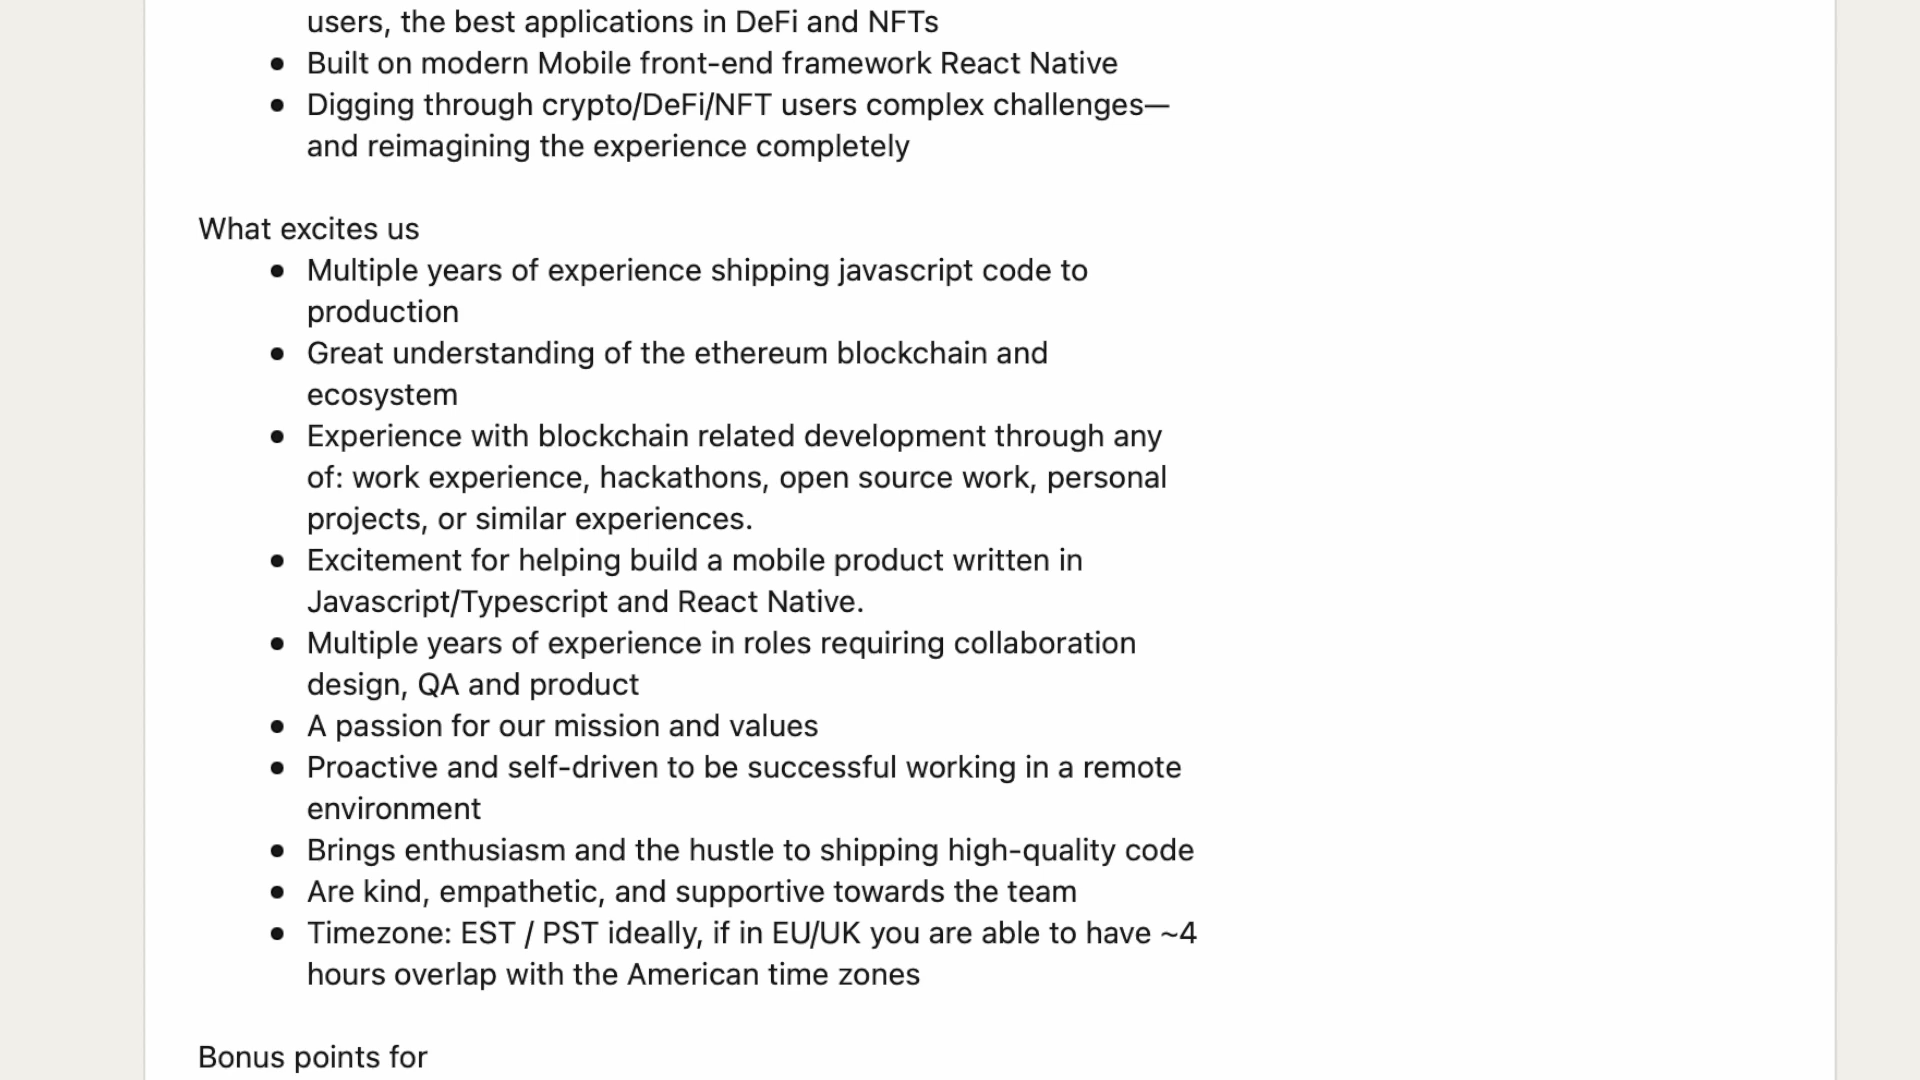 users, the best applications in DeFi and NFTs
• Built on modern Mobile front-end framework React Native
• Digging through crypto/DeFi/NFT users complex challenges—
and reimagining the experience completely
What excites us
• Multiple years of experience shipping javascript code to
production
• Great understanding of the ethereum blockchain and
ecosystem
• Experience with blockchain related development through any
of: work experience, hackathons, open source work, personal
projects, or similar experiences.
• Excitement for helping build a mobile product written in
Javascript/Typescript and React Native.
• Multiple years of experience in roles requiring collaboration
design, QA and product
• A passion for our mission and values
• Proactive and self-driven to be successful working in a remote
environment
• Brings enthusiasm and the hustle to shipping high-quality code
• Are kind, empathetic, and supportive towards the team
• Timezone: EST / PST ideally, if in EU/UK you are able to have ~4
hours overlap with the American time zones
Bonus points for